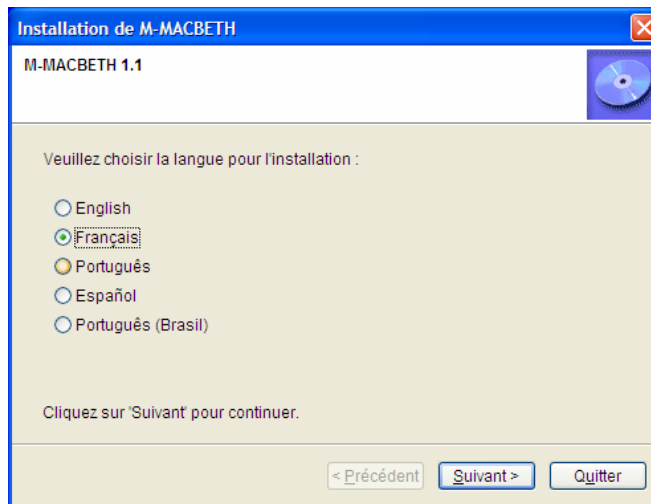 Installation de M-MACBETH
M-MACBETH 1.1
Veuillez choisir la langue pour l'installation :
English
Français
Português
Español
Português (Brasil)
Cliquez sur 'Suivant' pour continuer.
< Précédent Suivant > Quitter